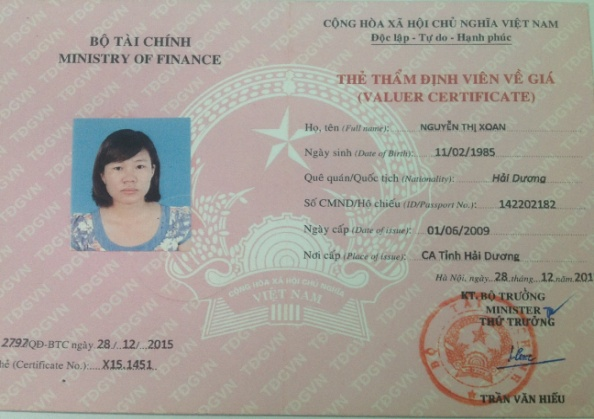 BỘ TÀI CHÍNH
MINISTRY OF FINANCE
2797/QĐ-BTC ngày 28./..12../...2015
hẻ (Certificate No.):....X15.1451...
CỘNG HÒA XÃ HỘI CHỦ NGHĨA VIỆT NAM
Độc lập - Tự do - Hạnh phúc
THẺ THẨM ĐỊNH VIÊN VỀ GIÁ
(VALUER CERTIFICATE)
Họ, tên (Full name): NGUYỄN THỊ XOAN
Ngày sinh (Date of Birth): 11/02/1985
Quê quán/Quốc tịch (Nationality): Hải Dương
Số CMND/Hộ chiếu (ID/Passport No.): 142202182
Ngày cấp (Date of issue): 01/06/2009
Nơi cấp (Place of issue): CA Tỉnh Hải Dương
Hà Nội, ngày..28.tháng...12.năm.201
KT. BỘ TRƯỞNG
MINISTER
THỨ TRƯỞNG
TRẦN VĂN HIẾU
CỘNG HÒA XÃ HỘI CHỦ NGHĨA
VIỆT NAM
TĐGVN